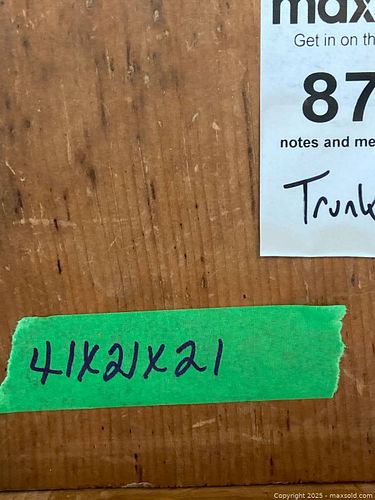 max
Get in on th
87
notes and me
Trunk
41x21x21
Copyright 2025 - maxsold.com